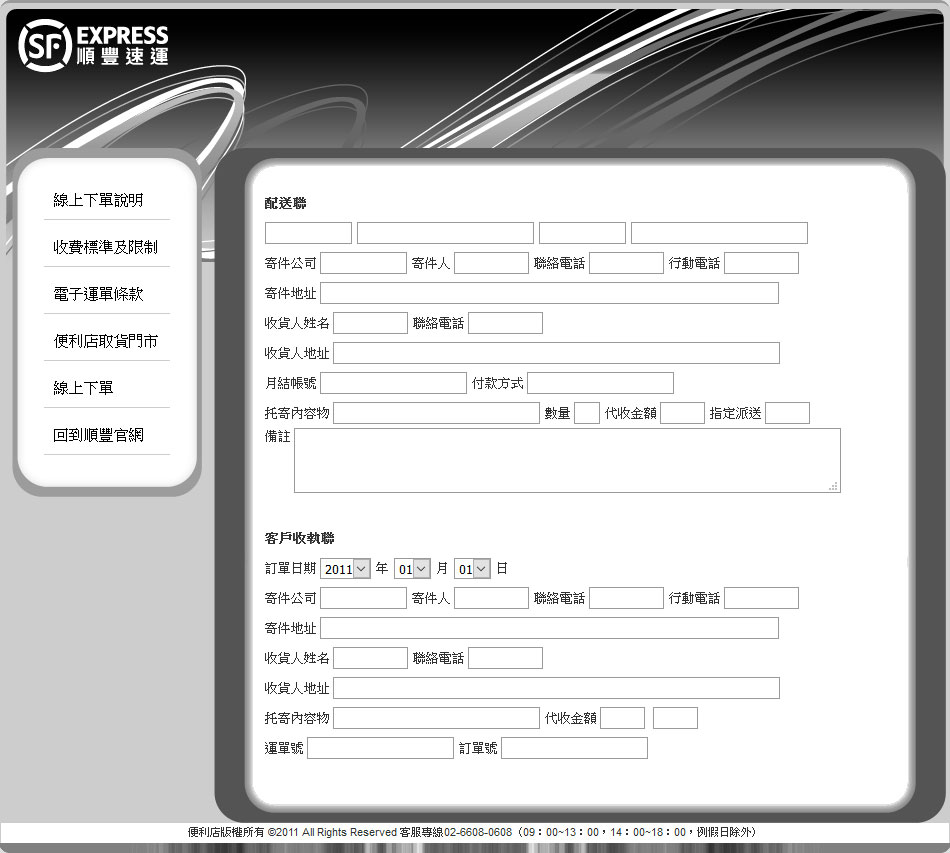 SF EXPRESS
順豐速運
線上下單說明
收費標準及限制
電子運單條款
便利店取貨門市
線上下單
回到順豐官網
配送聯
寄件公司 寄件人 聯絡電話 行動電話
寄件地址
收貨人姓名 聯絡電話
收貨人地址
月結帳號 付款方式
托寄內容物 數量 代收金額 指定派送
備註
客戶收執聯
訂單日期 2011 年 01 月 01 日
寄件公司 寄件人 聯絡電話 行動電話
寄件地址
收貨人姓名 聯絡電話
收貨人地址
托寄內容物 代收金額
運單號 訂單號
便利店版權所有 ©2011 All Rights Reserved 客服專線02-6608-0608（09：00~13：00，14：00~18：00，例假日除外）